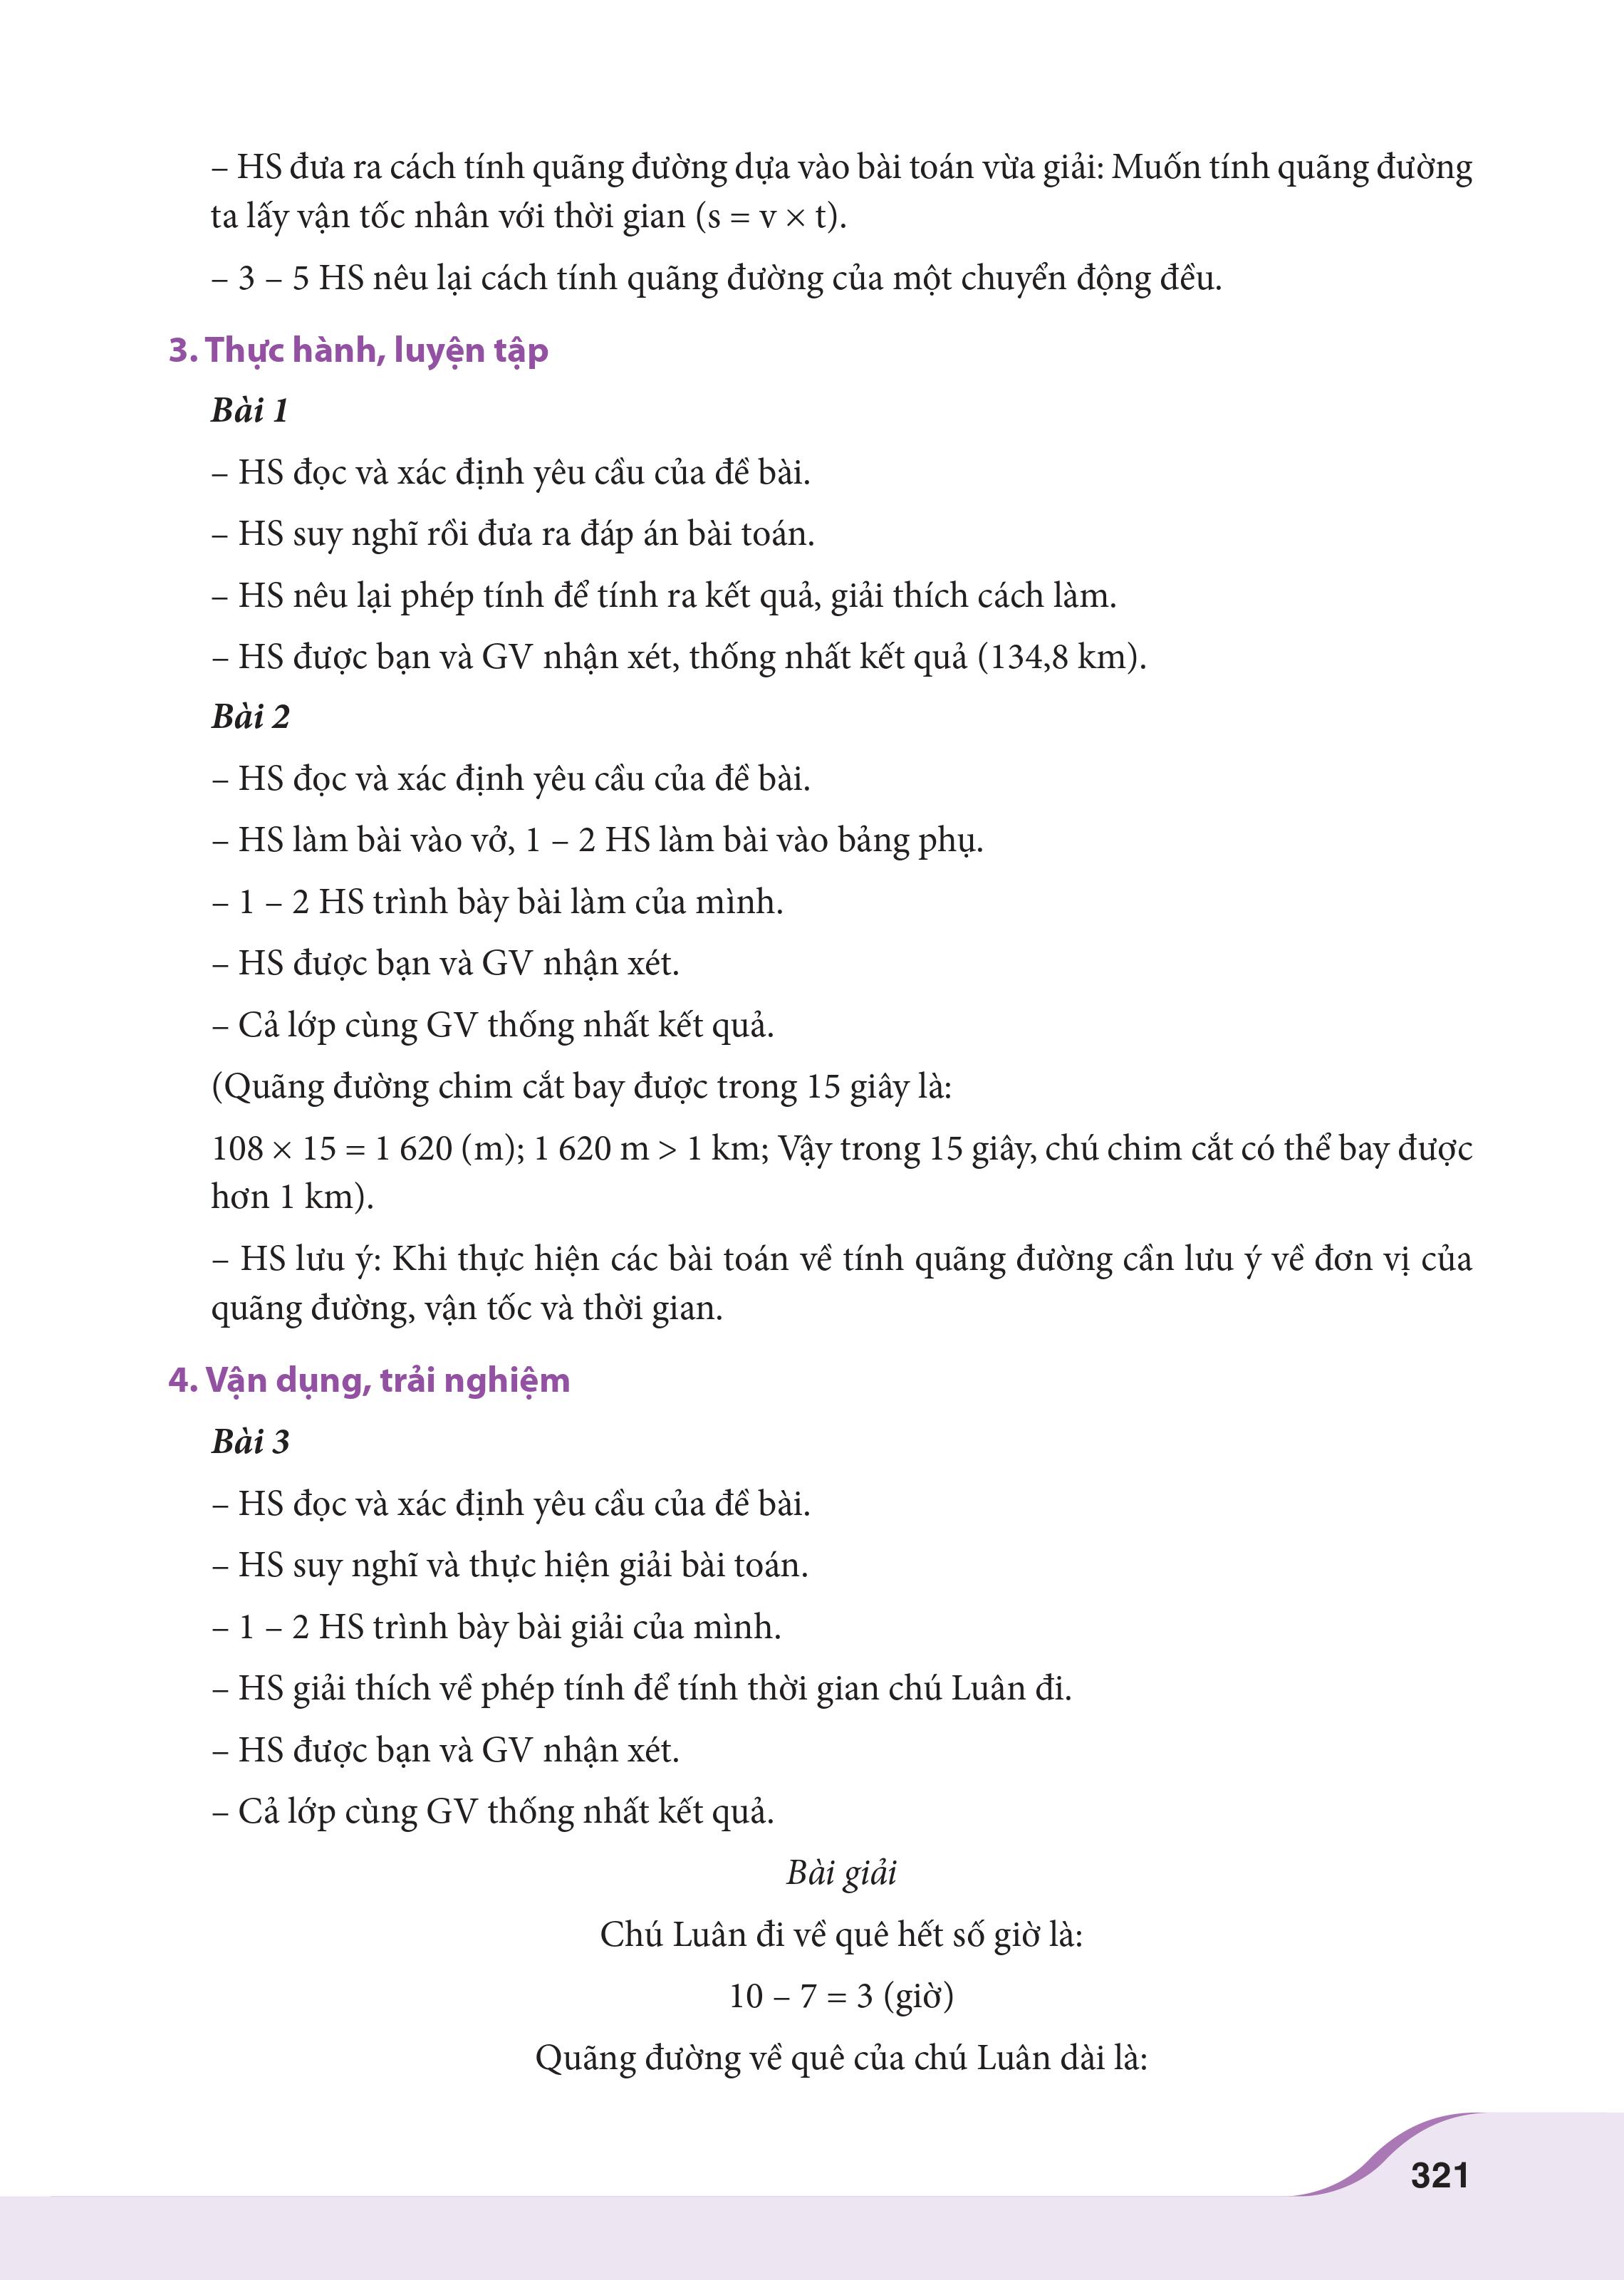 – HS đưa ra cách tính quãng đường dựa vào bài toán vừa giải: Muốn tính quãng đường
ta lấy vận tốc nhân với thời gian (s = v × t).
– 3 – 5 HS nêu lại cách tính quãng đường của một chuyển động đều.
3. Thực hành, luyện tập
Bài 1
– HS đọc và xác định yêu cầu của đề bài.
– HS suy nghĩ rồi đưa ra đáp án bài toán.
– HS nêu lại phép tính để tính ra kết quả, giải thích cách làm.
– HS được bạn và GV nhận xét, thống nhất kết quả (134,8 km).
Bài 2
– HS đọc và xác định yêu cầu của đề bài.
– HS làm bài vào vở, 1 – 2 HS làm bài vào bảng phụ.
– 1 – 2 HS trình bày bài làm của mình.
– HS được bạn và GV nhận xét.
– Cả lớp cùng GV thống nhất kết quả.
(Quãng đường chim cắt bay được trong 15 giây là:
108 × 15 = 1 620 (m); 1 620 m > 1 km; Vậy trong 15 giây, chú chim cắt có thể bay được
hơn 1 km).
– HS lưu ý: Khi thực hiện các bài toán về tính quãng đường cần lưu ý về đơn vị của
quãng đường, vận tốc và thời gian.
4. Vận dụng, trải nghiệm
Bài 3
– HS đọc và xác định yêu cầu của đề bài.
– HS suy nghĩ và thực hiện giải bài toán.
– 1 – 2 HS trình bày bài giải của mình.
– HS giải thích về phép tính để tính thời gian chú Luân đi.
– HS được bạn và GV nhận xét.
– Cả lớp cùng GV thống nhất kết quả.
Bài giải
Chú Luân đi về quê hết số giờ là:
10 – 7 = 3 (giờ)
Quãng đường về quê của chú Luân dài là:
321